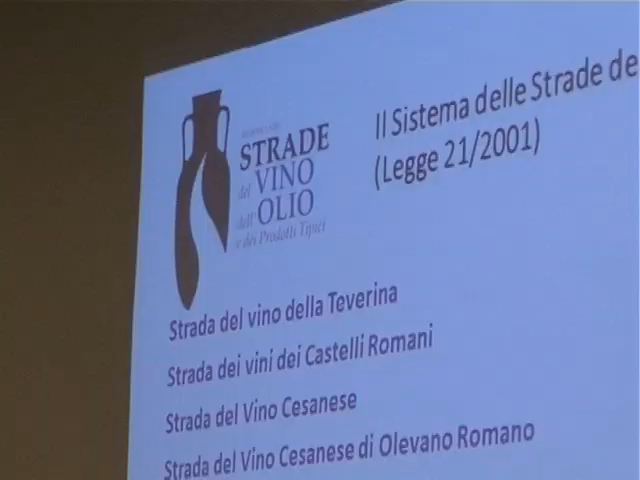 STRADE
del VINO
dell' OLIO
e dei Prodotti Tipici
Il Sistema delle Strade de
(Legge 21/2001)
Strada del vino della Teverina
Strada dei vini dei Castelli Romani
Strada del Vino Cesanese
Strada del Vino Cesanese di Olevano Romano